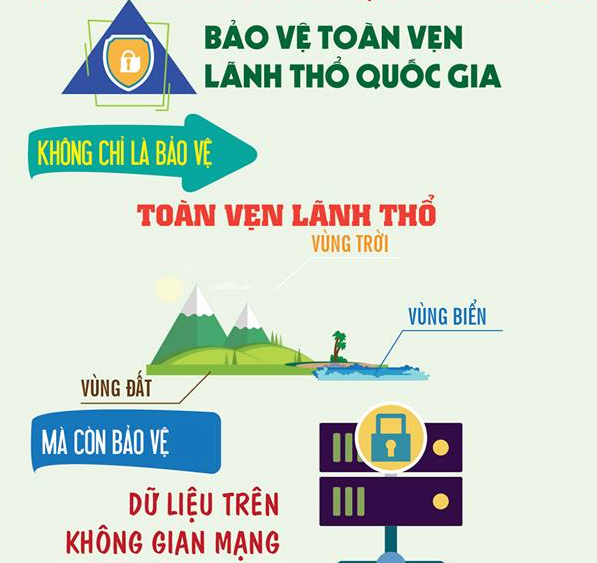 BẢO VỆ TOÀN VẸN
LÃNH THỔ QUỐC GIA
KHÔNG CHỈ LÀ BẢO VỆ
TOÀN VẸN LÃNH THỔ
VÙNG TRỜI
VÙNG BIỂN
VÙNG ĐẤT
MÀ CÒN BẢO VỆ
DỮ LIỆU TRÊN
KHÔNG GIAN MẠNG